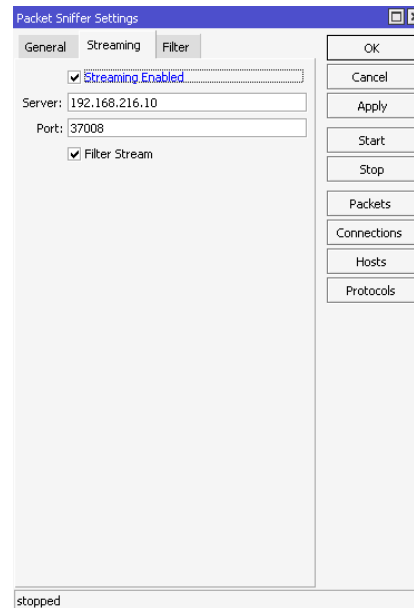 Packet Sniffer Settings
General Streaming Filter
Streaming Enabled
Server: 192.168.216.10
Port: 37008
Filter Stream
OK
Cancel
Apply
Start
Stop
Packets
Connections
Hosts
Protocols
stopped